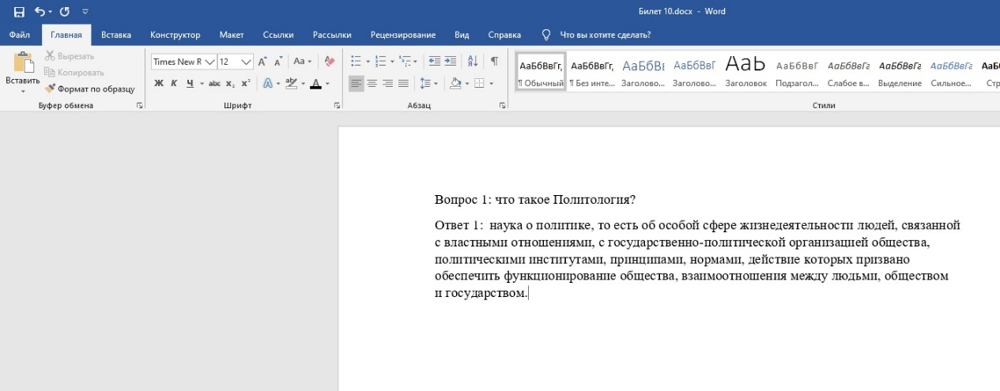 Билет 10.docx - Word
Файл Главная Вставка Конструктор Макет Ссылки Рассылки Рецензирование Вид Справка Что вы хотите сделать?
Вставить
Вырезать
Копировать
Формат по образцу
Буфер обмена
Times New R 12 Aa
Ж К Ч abc x₂ x² A aby A
Шрифт
Абзац
АаБбВвГг, АаБбВвГг, АаБбВı АаБбВвГ АаЬ АаБбВвГ АаБбВвГг АаБбВвГг АаБбВвГг АаБ
¶ Обычный ¶ Без инте... Заголово... Заголово... Заголовок Подзагол... Слабое в... Выделение Сильное... Стр
Стили
Вопрос 1: что такое Политология?
Ответ 1:  наука о политике, то есть об особой сфере жизнедеятельности людей, связанной
с властными отношениями, с государственно-политической организацией общества,
политическими институтами, принципами, нормами, действие которых призвано
обеспечить функционирование общества, взаимоотношения между людьми, обществом
и государством.